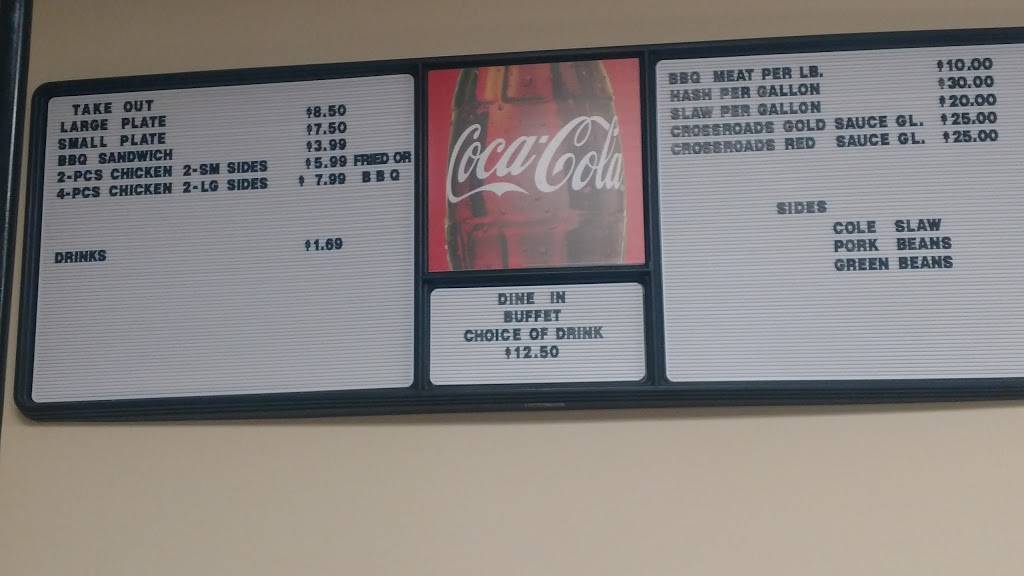 TAKE OUT
LARGE PLATE $8.50
SMALL PLATE $7.50
BBQ SANDWICH $3.99
2-PCS CHICKEN 2-SM SIDES $5.99 FRIED OR
4-PCS CHICKEN 2-LG SIDES $7.99 BBQ
DRINKS $1.69
Coca-Cola
DINE IN
BUFFET
CHOICE OF DRINK
$12.50
BBQ MEAT PER LB. $10.00
HASH PER GALLON $30.00
SLAW PER GALLON $20.00
CROSSROADS GOLD SAUCE GL. $25.00
CROSSROADS RED SAUCE GL. $25.00
SIDES
COLE SLAW
PORK BEANS
GREEN BEANS